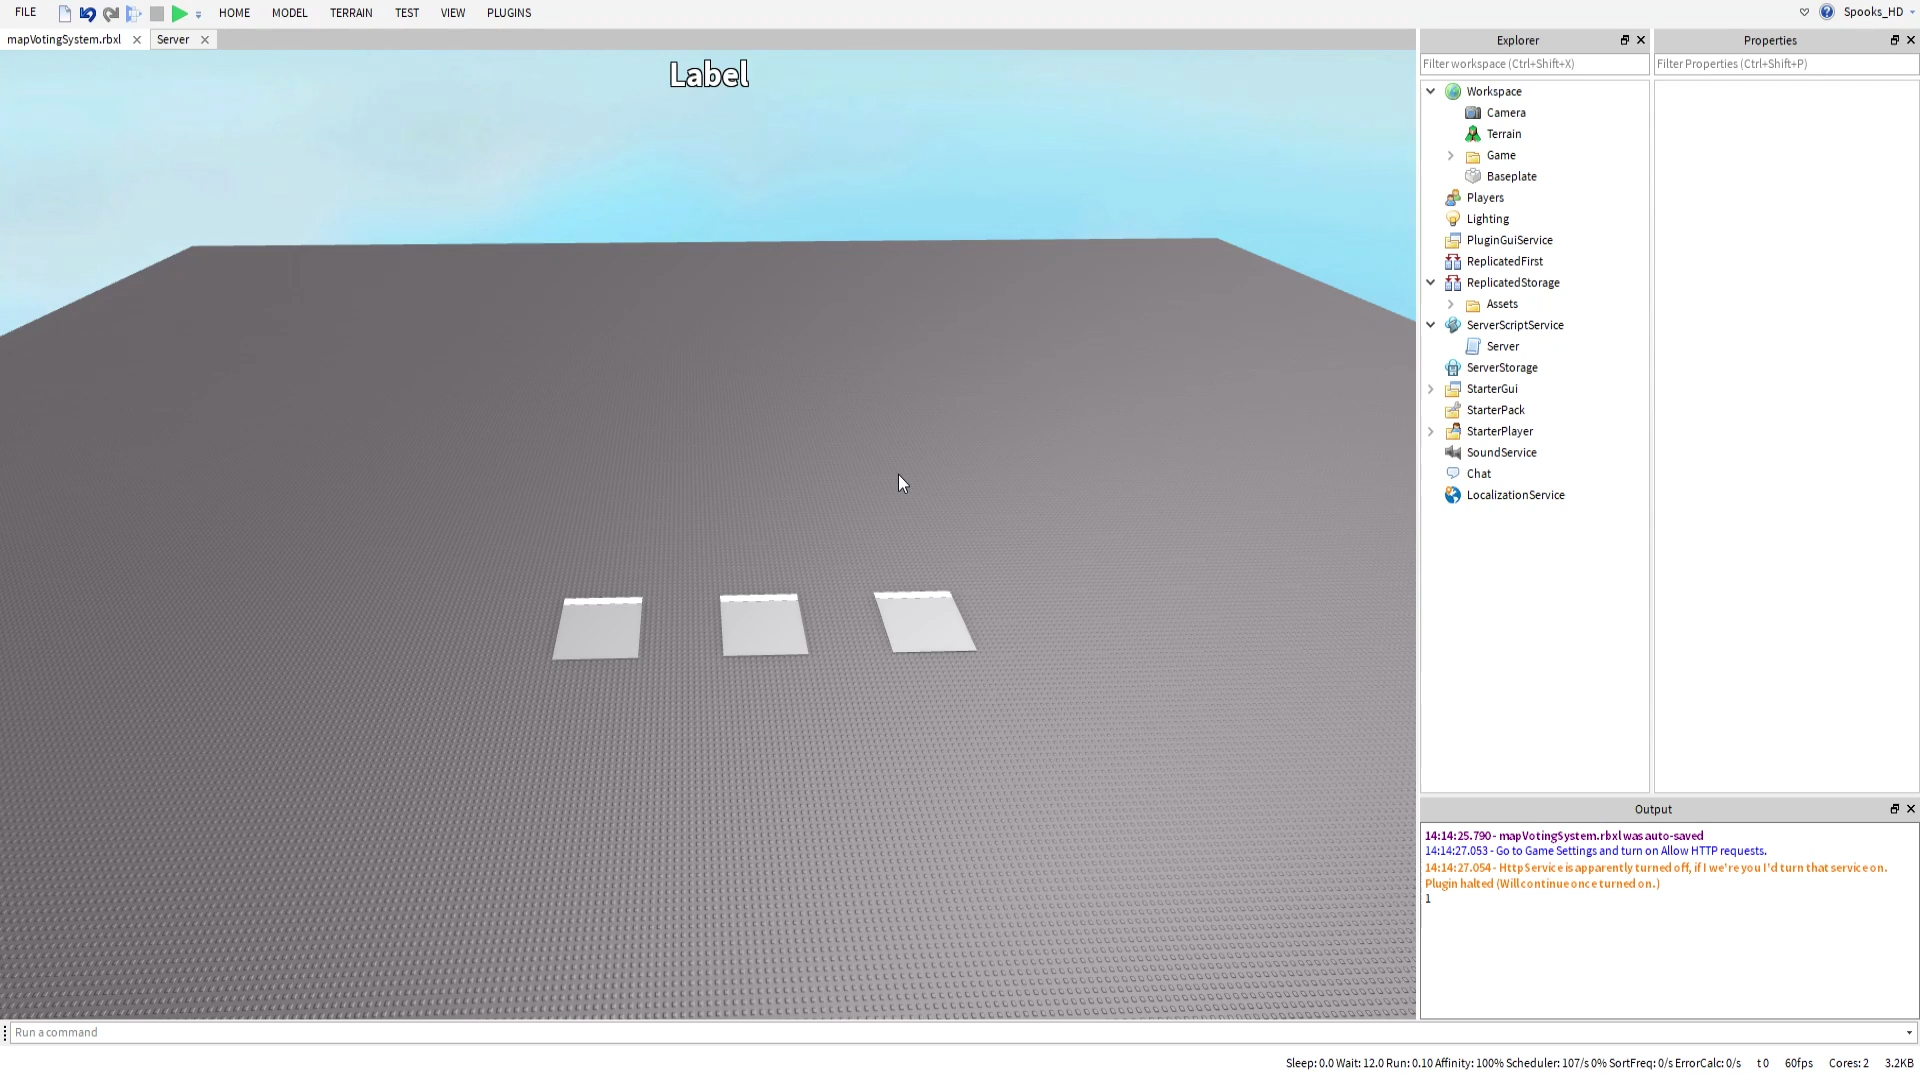 FILE HOME MODEL TERRAIN TEST VIEW PLUGINS Spooks_HD
mapVotingSystem.rbxl Server
Label
Explorer
Filter workspace (Ctrl+Shift+X)
Workspace
Camera
Terrain
Game
Baseplate
Players
Lighting
PluginGuiService
ReplicatedFirst
ReplicatedStorage
Assets
ServerScriptService
Server
ServerStorage
StarterGui
StarterPack
StarterPlayer
SoundService
Chat
LocalizationService
Properties
Filter Properties (Ctrl+Shift+P)
Output
14:14:25.790 - mapVotingSystem.rbxl was auto-saved
14:14:27.053 - Go to Game Settings and turn on Allow HTTP requests.
14:14:27.054 - HttpService is apparently turned off, if I we're you I'd turn that service on.
Plugin halted (Will continue once turned on.)
1
Run a command
Sleep: 0.0 Wait: 12.0 Run: 0.10 Affinity: 100% Scheduler: 107/s 0% SortFreq: 0/s ErrorCalc: 0/s t 0 60fps Cores: 2 3.2KB